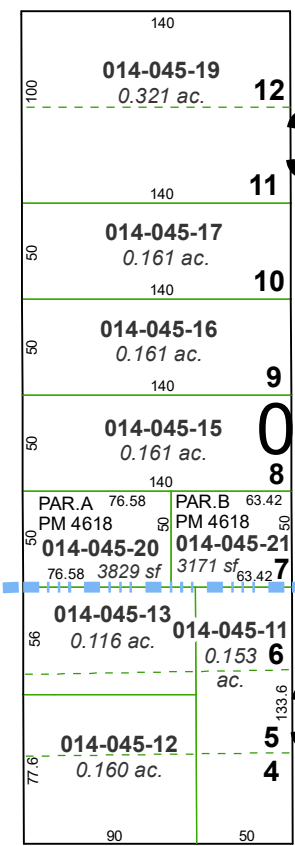 140
014-045-19
100
0.321 ac.
12
140
11
014-045-17
50
0.161 ac.
140
10
014-045-16
50
0.161 ac.
140
9
014-045-15
50
0.161 ac.
0
140
8
PAR.A 76.58
PM 4618
50
50
014-045-20
76.58 3829 sf
PAR.B 63.42
PM 4618
50
014-045-21
3171 sf
63.42
7
014-045-13
56
0.116 ac.
014-045-11
0.153
ac.
6
133.6
5
014-045-12
77.6
0.160 ac.
4
90
50